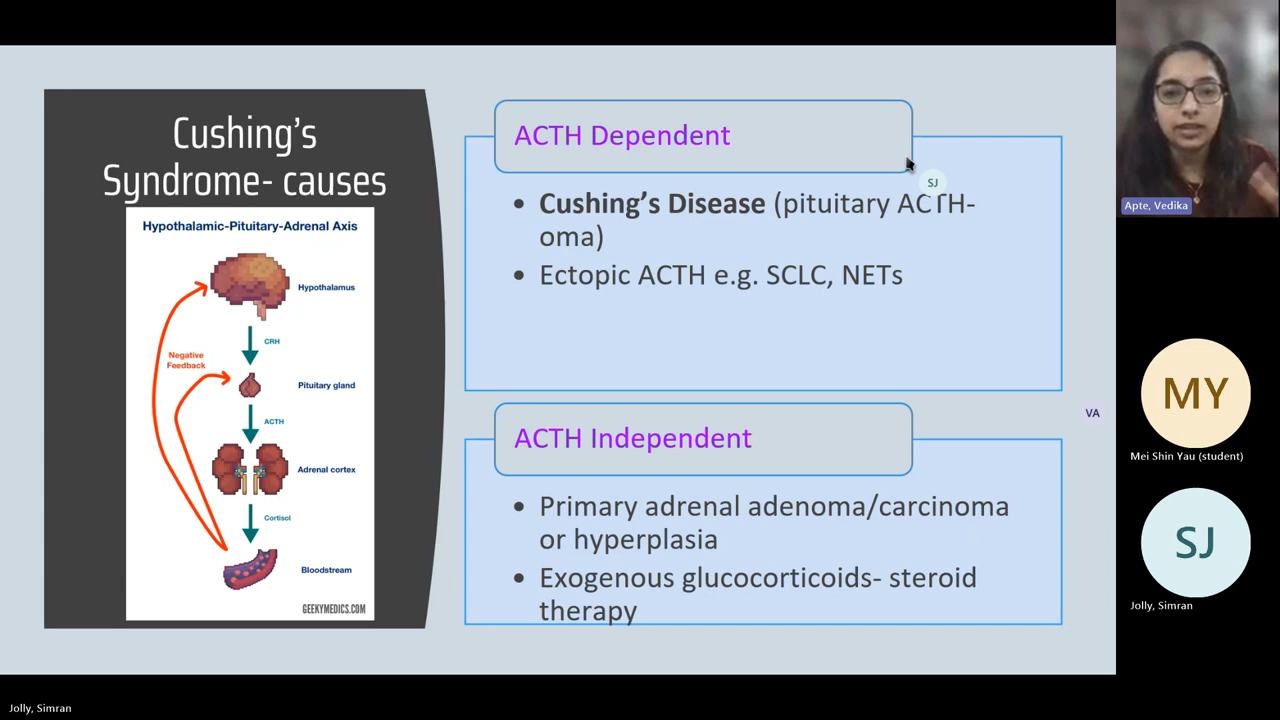 Cushing's
Syndrome- causes
Hypothalamic-Pituitary-Adrenal Axis
Hypothalamus
CRH
Negative
Feedback
Pituitary gland
ACTH
Adrenal cortex
Cortisol
Bloodstream
GEEKYMEDICS.COM
ACTH Dependent
SJ
• Cushing's Disease (pituitary ACTH-
oma)
• Ectopic ACTH e.g. SCLC, NETs
VA
ACTH Independent
• Primary adrenal adenoma/carcinoma
or hyperplasia
• Exogenous glucocorticoids- steroid
therapy
Apte, Vedika
MY
Mei Shin Yau (student)
SJ
Jolly, Simran
Jolly, Simran